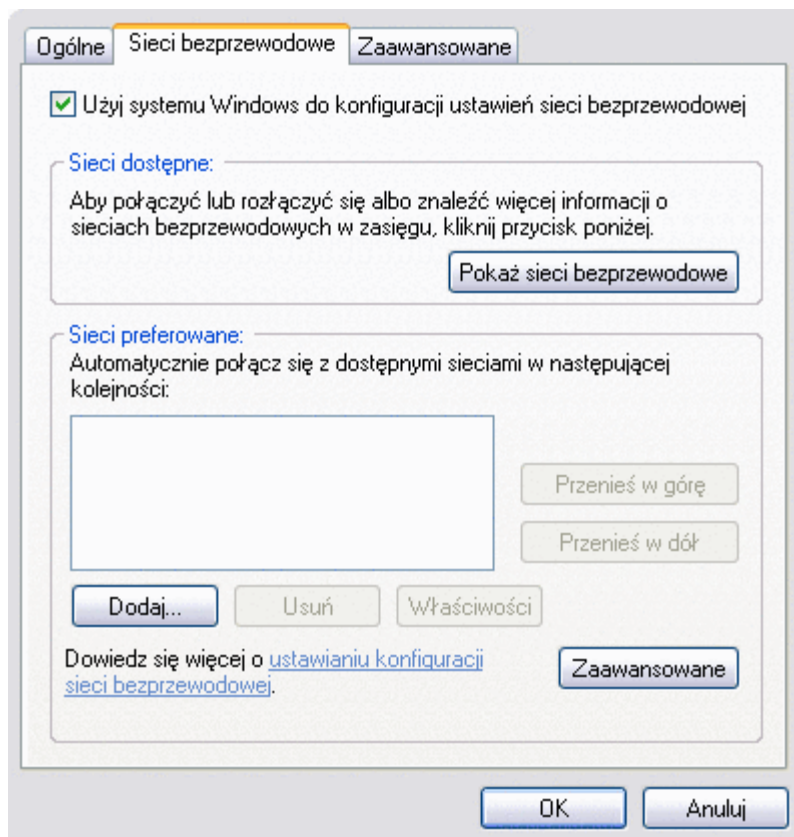 Ogólne Sieci bezprzewodowe Zaawansowane
Użyj systemu Windows do konfiguracji ustawień sieci bezprzewodowej
Sieci dostępne:
Aby połączyć lub rozłączyć się albo znaleźć więcej informacji o
sieciach bezprzewodowych w zasięgu, kliknij przycisk poniżej.
Pokaż sieci bezprzewodowe
Sieci preferowane:
Automatycznie połącz się z dostępnymi sieciami w następującej
kolejności:
Przenieś w górę
Przenieś w dół
Dodaj... Usuń Właściwości
Dowiedz się więcej o ustawianiu konfiguracji
sieci bezprzewodowej.
Zaawansowane
OK Anuluj